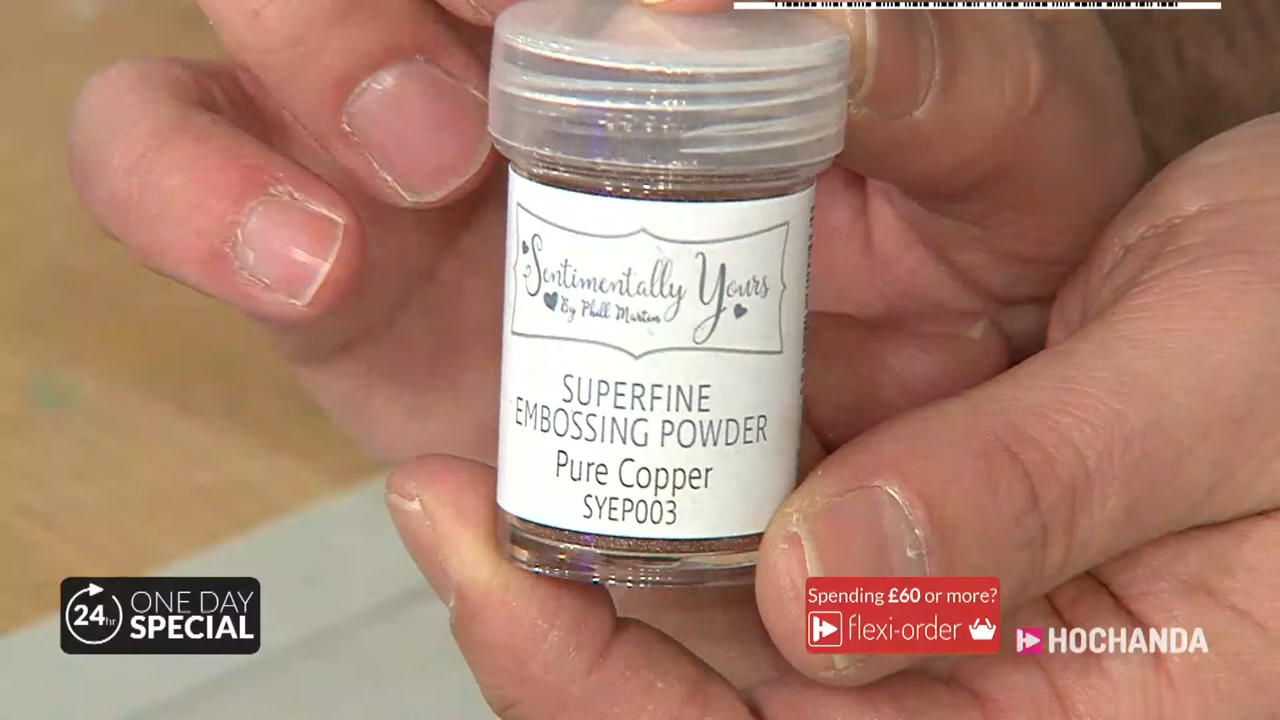 Sentimentally Yours
By Phill Martin
SUPERFINE
EMBOSSING POWDER
Pure Copper
SYEP003
24hr
ONE DAY
SPECIAL
Spending £60 or more?
flexi-order
HOCHANDA